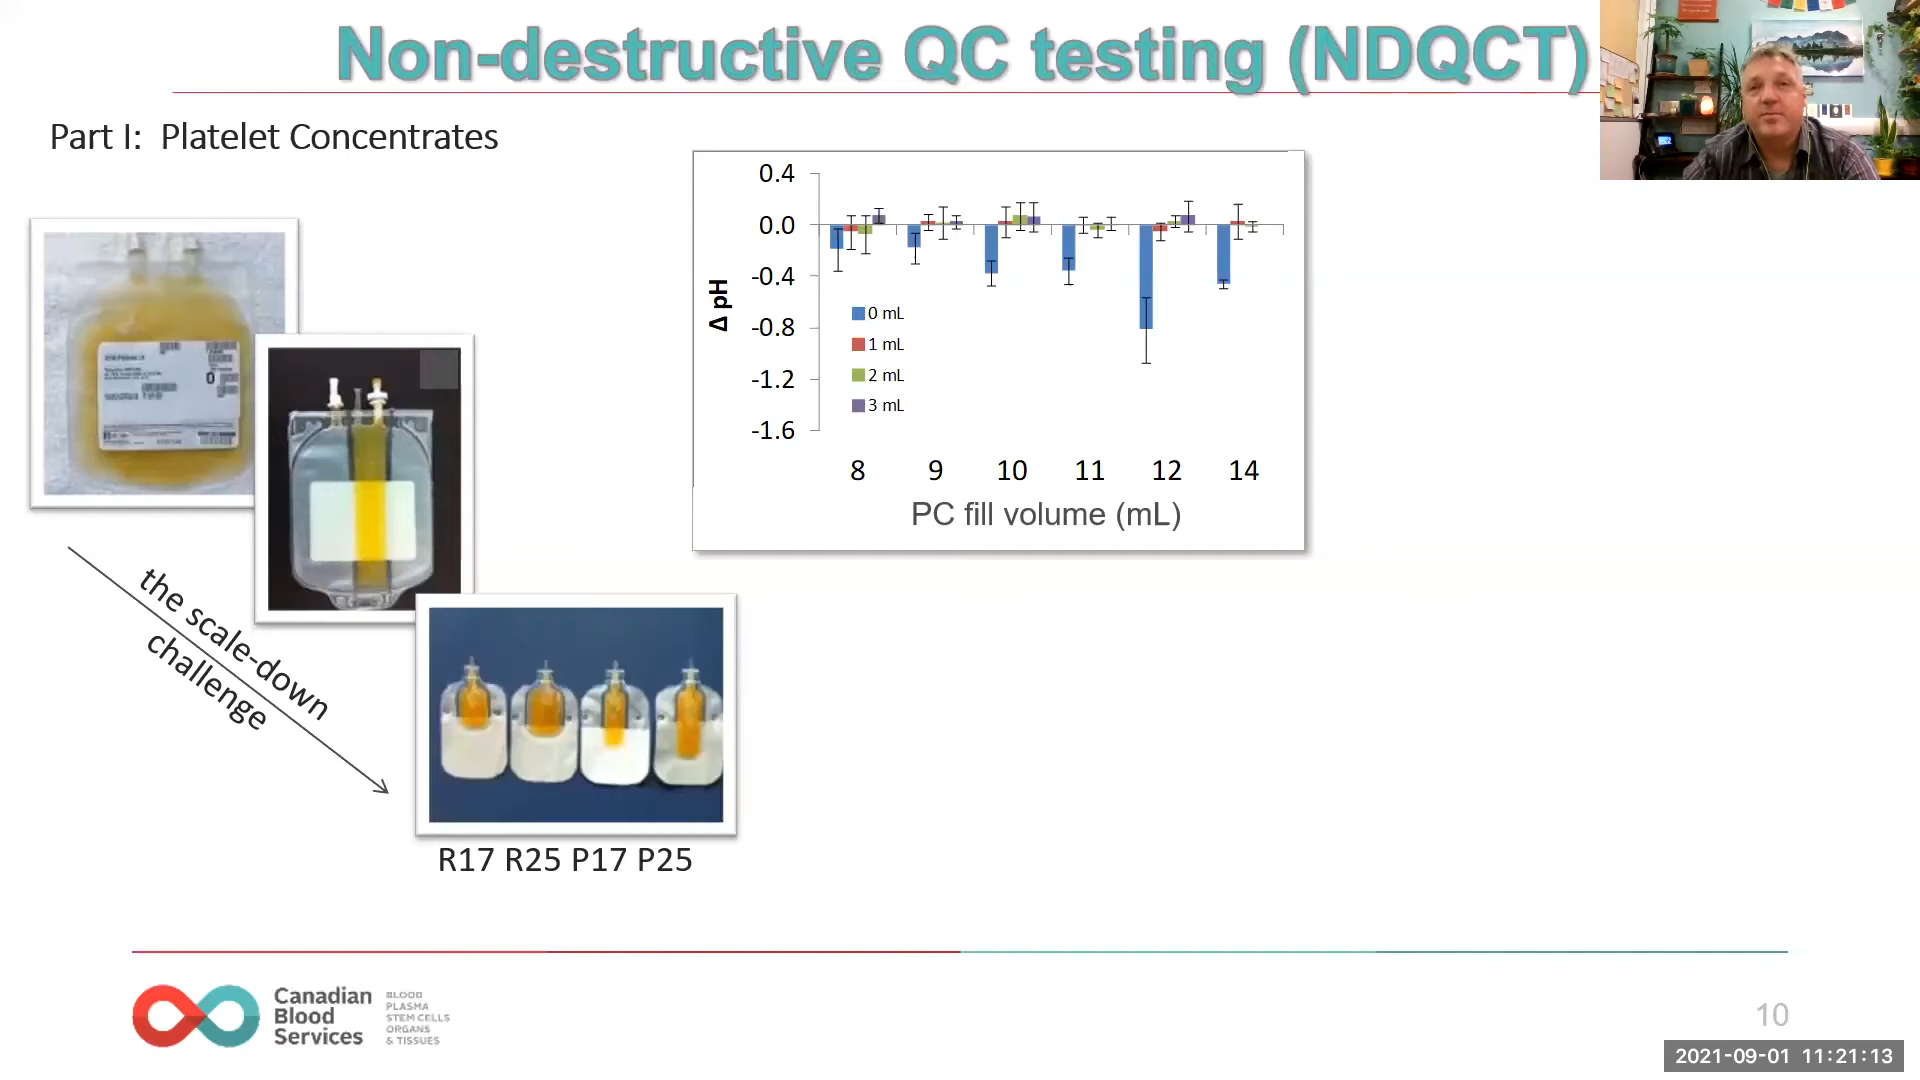 Non-destructive QC testing (NDQCT)
Part I: Platelet Concentrates
0
the scale-down
challenge
R17 R25 P17 P25
0.4
0.0
-0.4
-0.8
-1.2
-1.6
Δ pH
0 mL
1 mL
2 mL
3 mL
8 9 10 11 12 14
PC fill volume (mL)
Canadian
Blood
Services
BLOOD
PLASMA
STEM CELLS
ORGANS
& TISSUES
10
2021-09-01 11:21:13